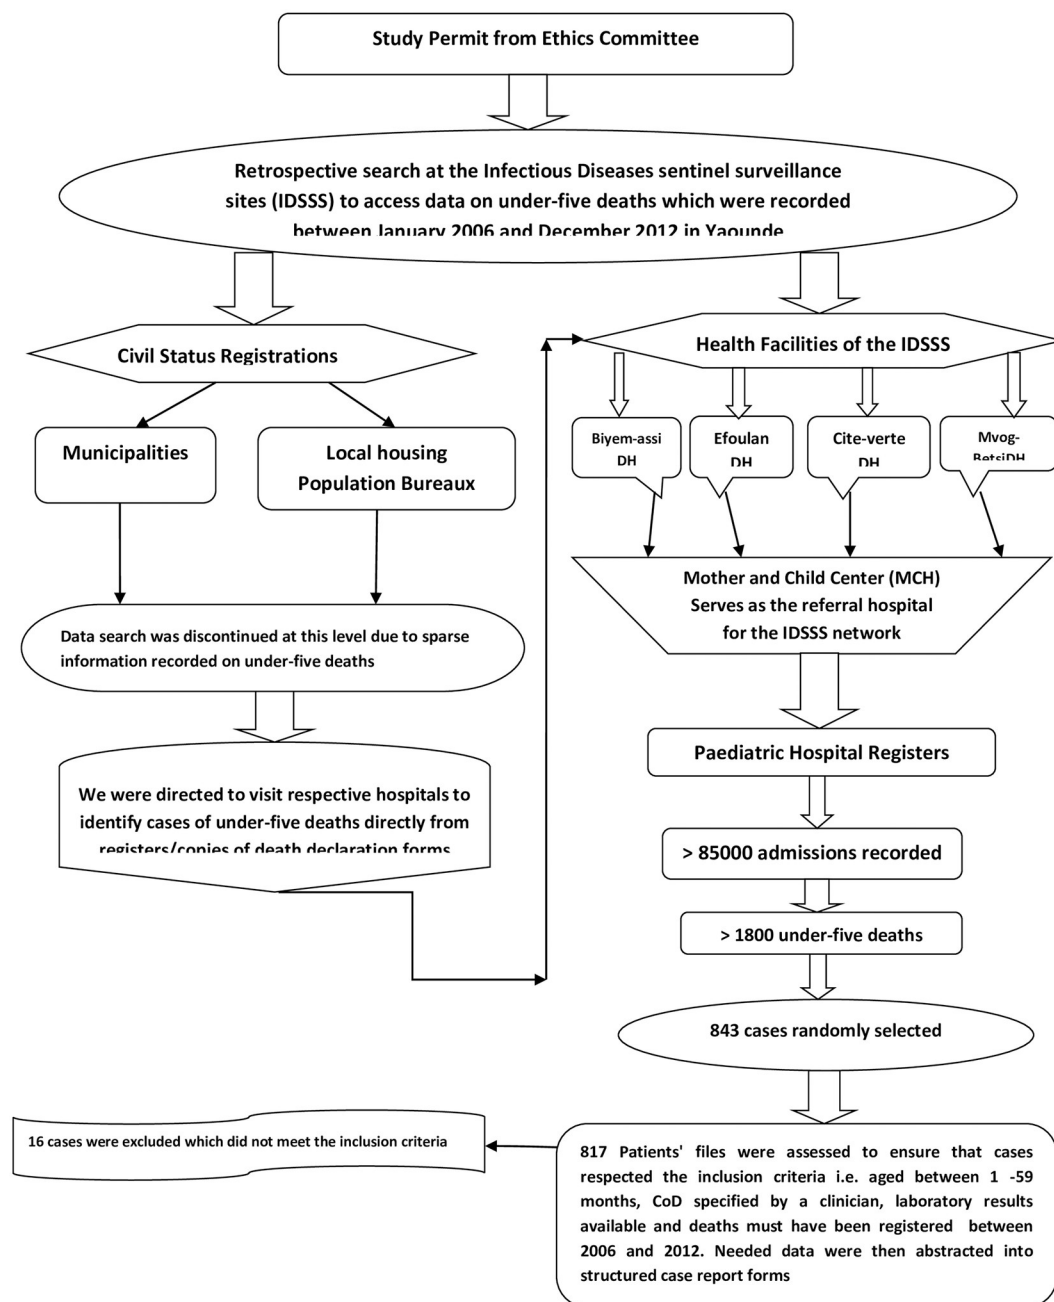 Study Permit from Ethics Committee
Retrospective search at the Infectious Diseases sentinel surveillance
sites (IDSSS) to access data on under-five deaths which were recorded
between January 2006 and December 2012 in Yaounde
Civil Status Registrations
Municipalities
Local housing
Population Bureaux
Data search was discontinued at this level due to sparse
information recorded on under-five deaths
We were directed to visit respective hospitals to
identify cases of under-five deaths directly from
registers/copies of death declaration forms
Health Facilities of the IDSSS
Biyem-assi
DH
Efoulan
DH
Cite-verte
DH
Mvog-
BetsiDH
Mother and Child Center (MCH)
Serves as the referral hospital
for the IDSSS network
Paediatric Hospital Registers
> 85000 admissions recorded
> 1800 under-five deaths
843 cases randomly selected
817 Patients' files were assessed to ensure that cases
respected the inclusion criteria i.e. aged between 1 -59
months, CoD specified by a clinician, laboratory results
available and deaths must have been registered between
2006 and 2012. Needed data were then abstracted into
structured case report forms
16 cases were excluded which did not meet the inclusion criteria